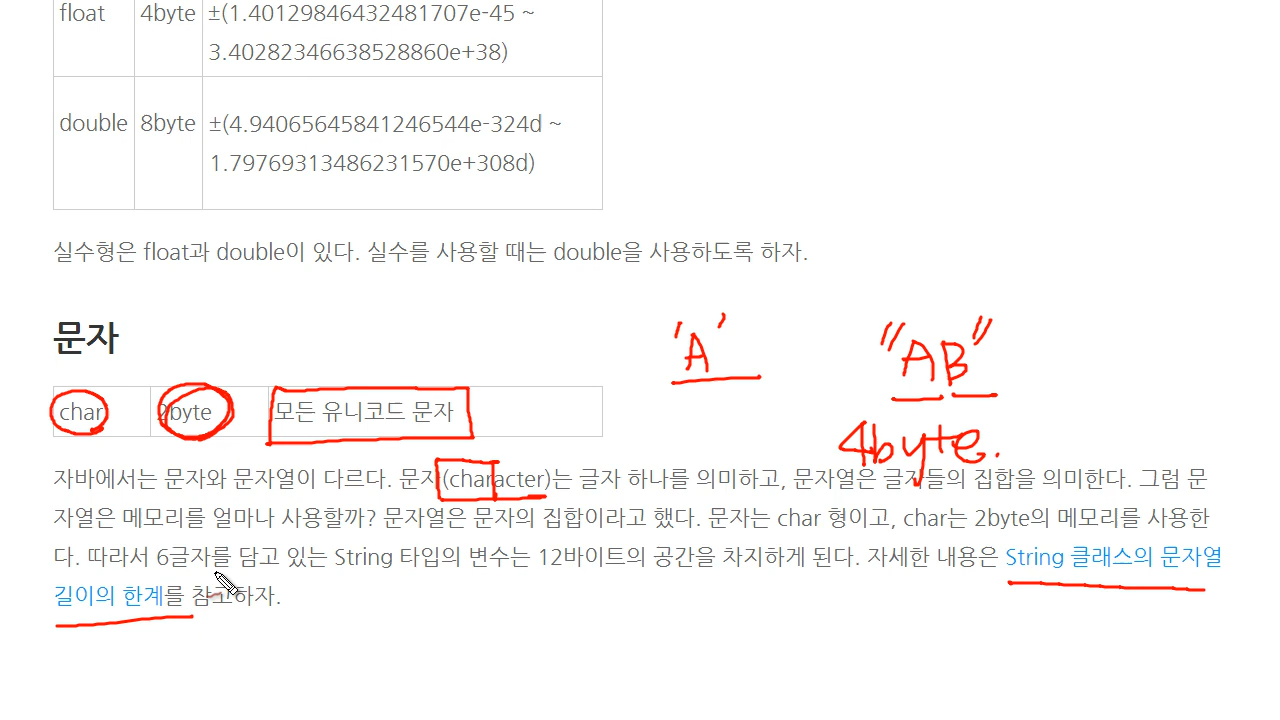 float 4byte ±(1.40129846432481707e-45 ~
3.40282346638528860e+38)
double 8byte ±(4.94065645841246544e-324d ~
1.79769313486231570e+308d)
실수형은 float과 double이 있다. 실수를 사용할 때는 double을 사용하도록 하자.
문자
'A' "AB"
char 2byte 모든 유니코드 문자
4byte.
자바에서는 문자와 문자열이 다르다. 문자(character)는 글자 하나를 의미하고, 문자열은 글자들의 집합을 의미한다. 그럼 문
자열은 메모리를 얼마나 사용할까? 문자열은 문자의 집합이라고 했다. 문자는 char 형이고, char는 2byte의 메모리를 사용한
다. 따라서 6글자를 담고 있는 String 타입의 변수는 12바이트의 공간을 차지하게 된다. 자세한 내용은 String 클래스의 문자열
길이의 한계를 참고하자.